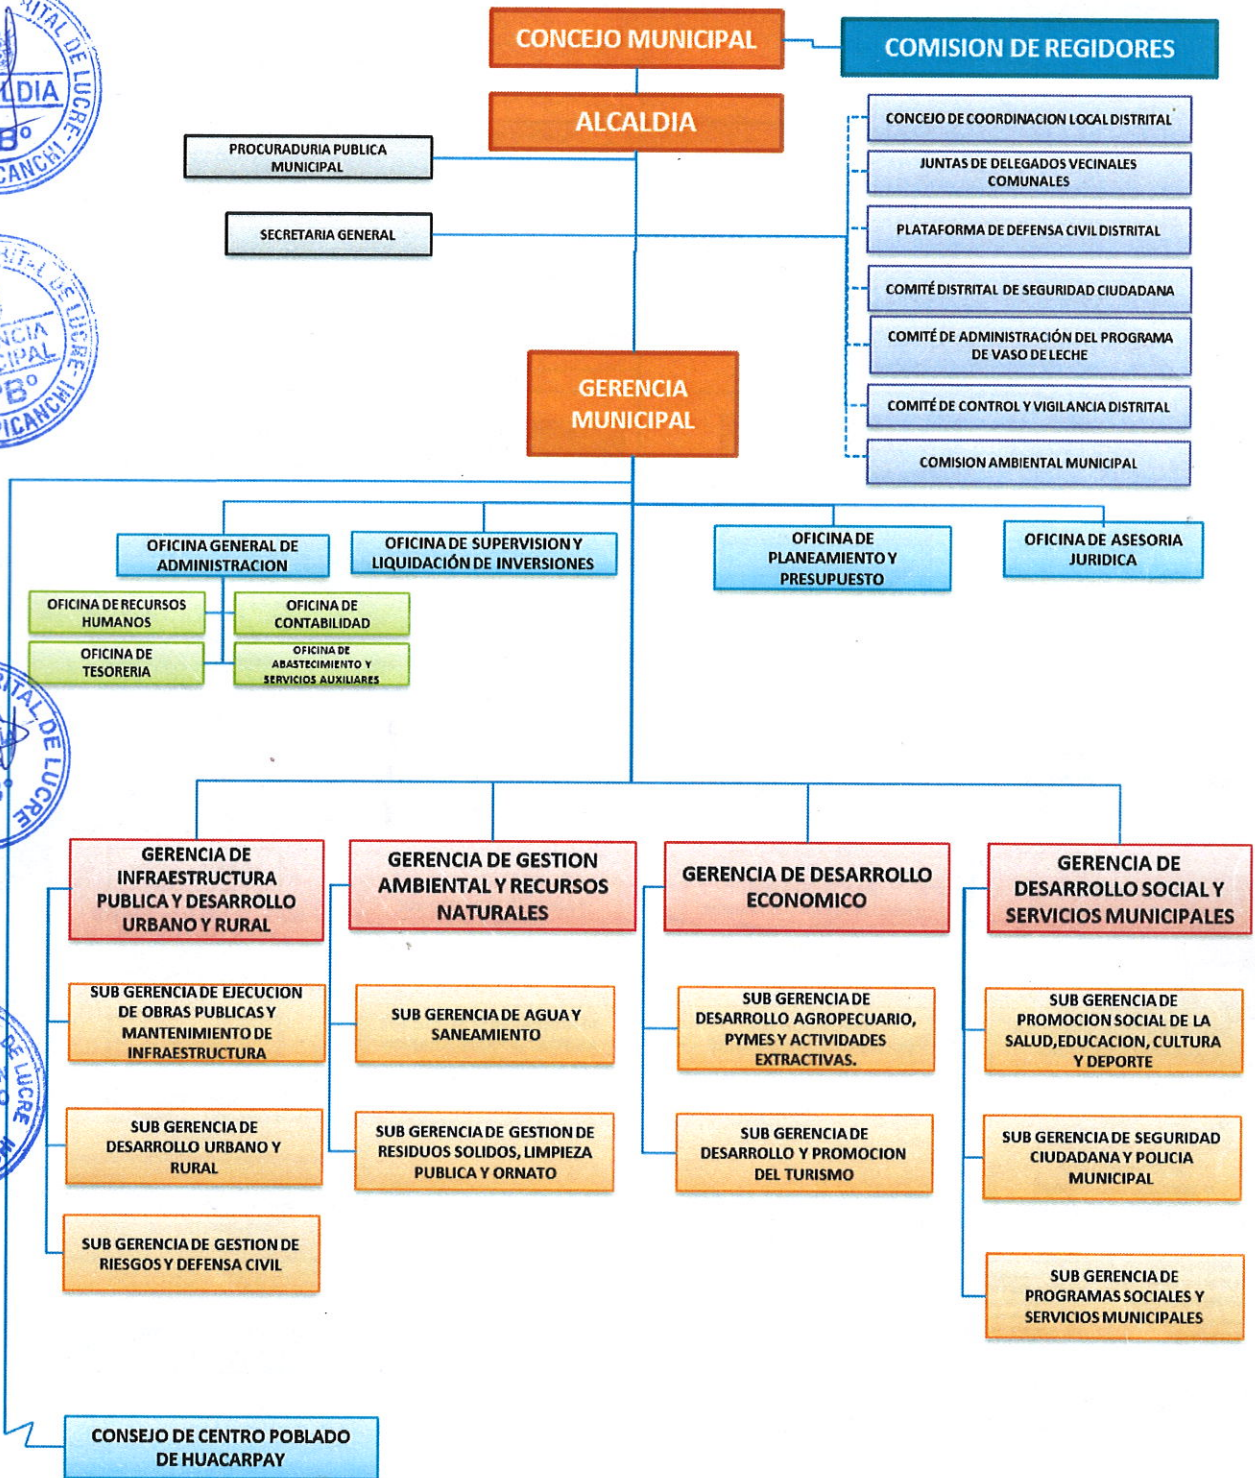 CONCEJO MUNICIPAL
COMISION DE REGIDORES
ALCALDIA
PROCURADURIA PUBLICA
MUNICIPAL
SECRETARIA GENERAL
CONCEJO DE COORDINACION LOCAL DISTRITAL
JUNTAS DE DELEGADOS VECINALES
COMUNALES
PLATAFORMA DE DEFENSA CIVIL DISTRITAL
COMITÉ DISTRITAL DE SEGURIDAD CIUDADANA
COMITÉ DE ADMINISTRACIÓN DEL PROGRAMA
DE VASO DE LECHE
COMITÉ DE CONTROL Y VIGILANCIA DISTRITAL
COMISION AMBIENTAL MUNICIPAL
GERENCIA
MUNICIPAL
OFICINA GENERAL DE
ADMINISTRACION
OFICINA DE SUPERVISION Y
LIQUIDACIÓN DE INVERSIONES
OFICINA DE
PLANEAMIENTO Y
PRESUPUESTO
OFICINA DE ASESORIA
JURIDICA
OFICINA DE RECURSOS
HUMANOS
OFICINA DE
CONTABILIDAD
OFICINA DE
TESORERIA
OFICINA DE
ABASTECIMIENTO Y
SERVICIOS AUXILIARES
GERENCIA DE
INFRAESTRUCTURA
PUBLICA Y DESARROLLO
URBANO Y RURAL
SUB GERENCIA DE EJECUCION
DE OBRAS PUBLICAS Y
MANTENIMIENTO DE
INFRAESTRUCTURA
SUB GERENCIA DE
DESARROLLO URBANO Y
RURAL
SUB GERENCIA DE GESTION DE
RIESGOS Y DEFENSA CIVIL
GERENCIA DE GESTION
AMBIENTAL Y RECURSOS
NATURALES
SUB GERENCIA DE AGUA Y
SANEAMIENTO
SUB GERENCIA DE GESTION DE
RESIDUOS SOLIDOS, LIMPIEZA
PUBLICA Y ORNATO
GERENCIA DE DESARROLLO
ECONOMICO
SUB GERENCIA DE
DESARROLLO AGROPECUARIO,
PYMES Y ACTIVIDADES
EXTRACTIVAS.
SUB GERENCIA DE
DESARROLLO Y PROMOCION
DEL TURISMO
GERENCIA DE
DESARROLLO SOCIAL Y
SERVICIOS MUNICIPALES
SUB GERENCIA DE
PROMOCION SOCIAL DE LA
SALUD,EDUCACION, CULTURA
Y DEPORTE
SUB GERENCIA DE SEGURIDAD
CIUDADANA Y POLICIA
MUNICIPAL
SUB GERENCIA DE
PROGRAMAS SOCIALES Y
SERVICIOS MUNICIPALES
CONSEJO DE CENTRO POBLADO
DE HUACARPAY
DE LUCRE
DE LUCRE
DE LUCRE
DE LUCRE